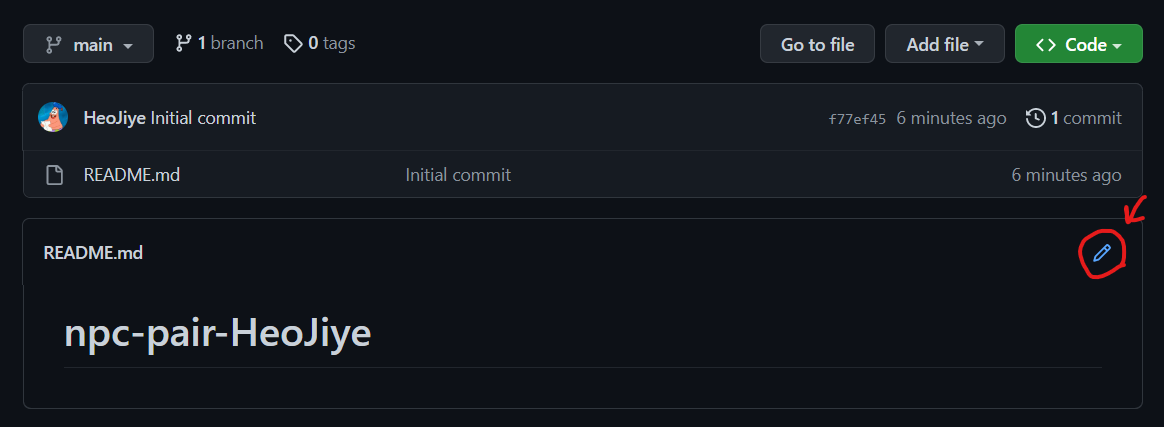 main 1 branch 0 tags Go to file Add file Code
HeoJiye Initial commit f77ef45 6 minutes ago 1 commit
README.md Initial commit 6 minutes ago
README.md
npc-pair-HeoJiye